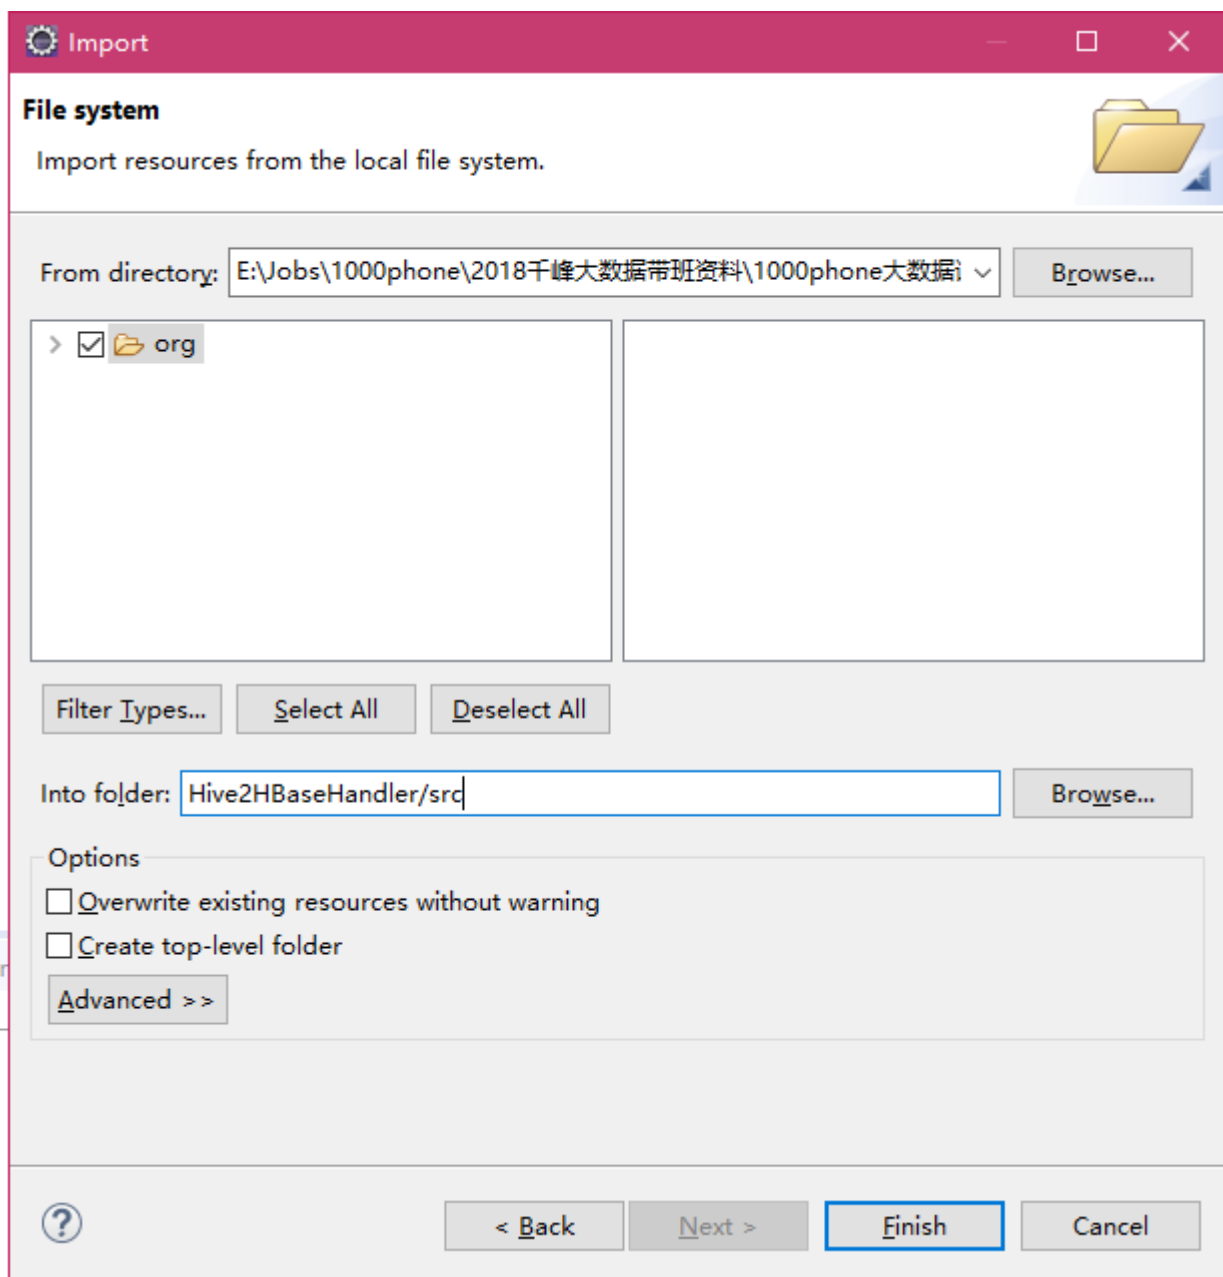 Import
File system
Import resources from the local file system.
From directory: E:\Jobs\1000phone\2018千峰大数据带班资料\1000phone大数据 Browse...
org
Filter Types... Select All Deselect All
Into folder: Hive2HBaseHandler/src Browse...
Options
Overwrite existing resources without warning
Create top-level folder
Advanced >>
< Back Next > Finish Cancel